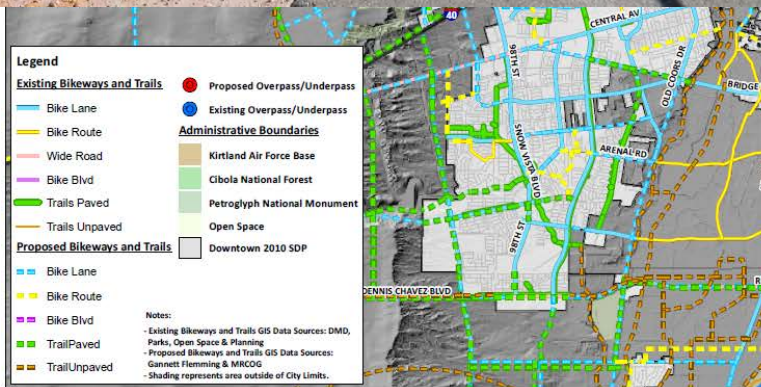 Legend
Existing Bikeways and Trails
Bike Lane
Bike Route
Wide Road
Bike Blvd
Trails Paved
Trails Unpaved
Proposed Bikeways and Trails
Bike Lane
Bike Route
Bike Blvd
TrailPaved
TrailUnpaved
Proposed Overpass/Underpass
Existing Overpass/Underpass
Administrative Boundaries
Kirtland Air Force Base
Cibola National Forest
Petroglyph National Monument
Open Space
Downtown 2010 SDP
Notes:
- Existing Bikeways and Trails GIS Data Sources: DMD,
Parks, Open Space & Planning
- Proposed Bikeways and Trails GIS Data Sources:
Gannett Flemming & MRCOG
- Shading represents area outside of City Limits.
40
CENTRAL AV
98TH ST
OLD COORS DR
BRIDGE
SNOW VISTA BLVD
ARENAL RD
98TH ST
DENNIS CHAVEZ BLVD
R